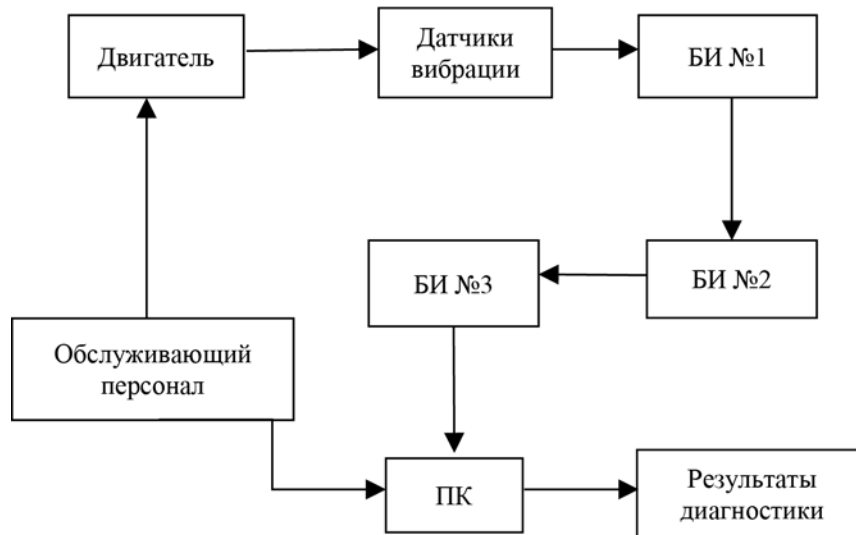 Двигатель
Датчики
вибрации
БИ №1
БИ №3
БИ №2
Обслуживающий
персонал
ПК
Результаты
диагностики